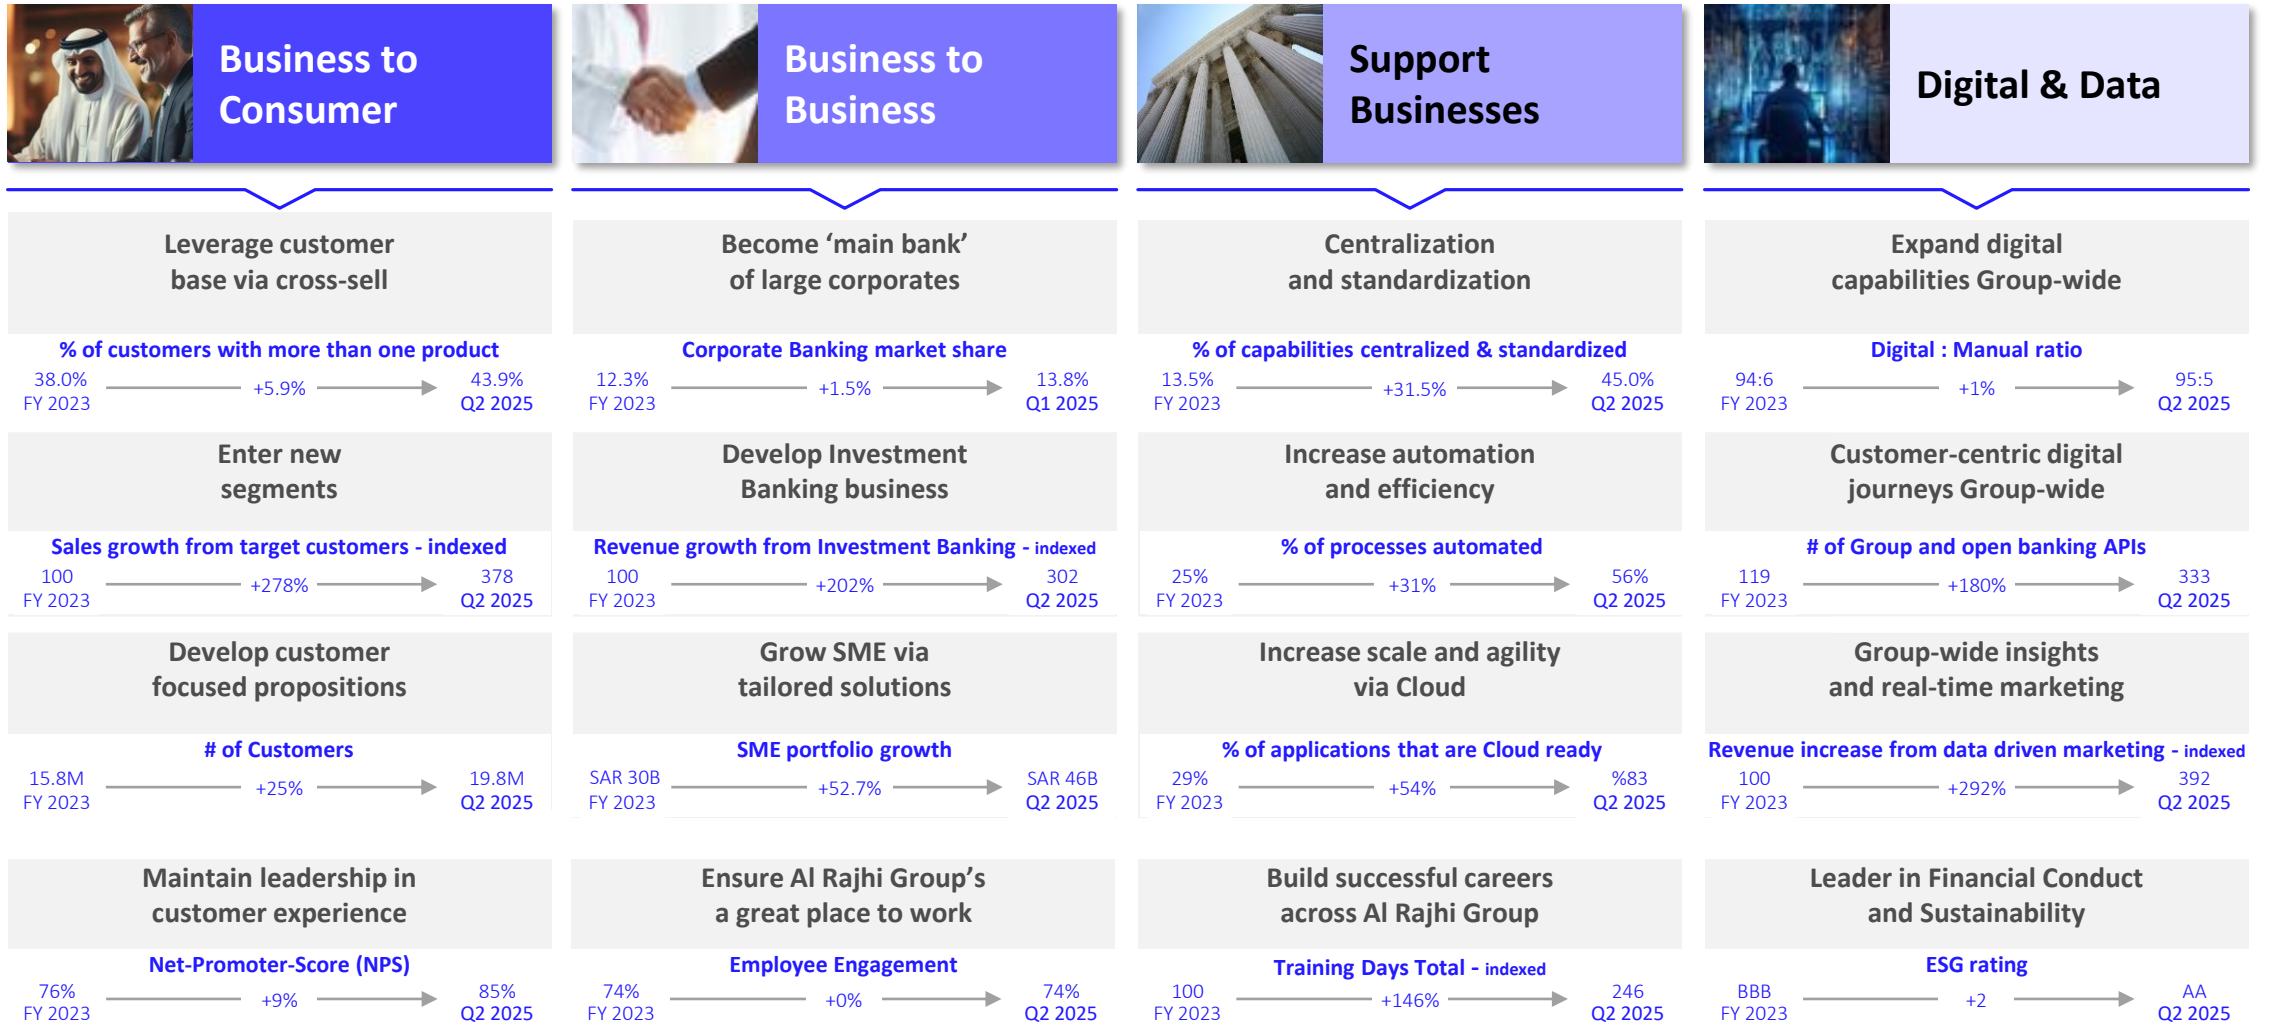 Business to
Consumer
Leverage customer
base via cross-sell
% of customers with more than one product
38.0%
FY 2023
+5.9%
43.9%
Q2 2025
Enter new
segments
Sales growth from target customers - indexed
100
FY 2023
+278%
378
Q2 2025
Develop customer
focused propositions
# of Customers
15.8M
FY 2023
+25%
19.8M
Q2 2025
Maintain leadership in
customer experience
Net-Promoter-Score (NPS)
76%
FY 2023
+9%
85%
Q2 2025
Business to
Business
Become ‘main bank’
of large corporates
Corporate Banking market share
12.3%
FY 2023
+1.5%
13.8%
Q1 2025
Develop Investment
Banking business
Revenue growth from Investment Banking - indexed
100
FY 2023
+202%
302
Q2 2025
Grow SME via
tailored solutions
SME portfolio growth
SAR 30B
FY 2023
+52.7%
SAR 46B
Q2 2025
Ensure Al Rajhi Group’s
a great place to work
Employee Engagement
74%
FY 2023
+0%
74%
Q2 2025
Support
Businesses
Centralization
and standardization
% of capabilities centralized & standardized
13.5%
FY 2023
+31.5%
45.0%
Q2 2025
Increase automation
and efficiency
% of processes automated
25%
FY 2023
+31%
56%
Q2 2025
Increase scale and agility
via Cloud
% of applications that are Cloud ready
29%
FY 2023
+54%
%83
Q2 2025
Build successful careers
across Al Rajhi Group
Training Days Total - indexed
100
FY 2023
+146%
246
Q2 2025
Digital & Data
Expand digital
capabilities Group-wide
Digital : Manual ratio
94:6
FY 2023
+1%
95:5
Q2 2025
Customer-centric digital
journeys Group-wide
# of Group and open banking APIs
119
FY 2023
+180%
333
Q2 2025
Group-wide insights
and real-time marketing
Revenue increase from data driven marketing - indexed
100
FY 2023
+292%
392
Q2 2025
Leader in Financial Conduct
and Sustainability
ESG rating
BBB
FY 2023
+2
AA
Q2 2025